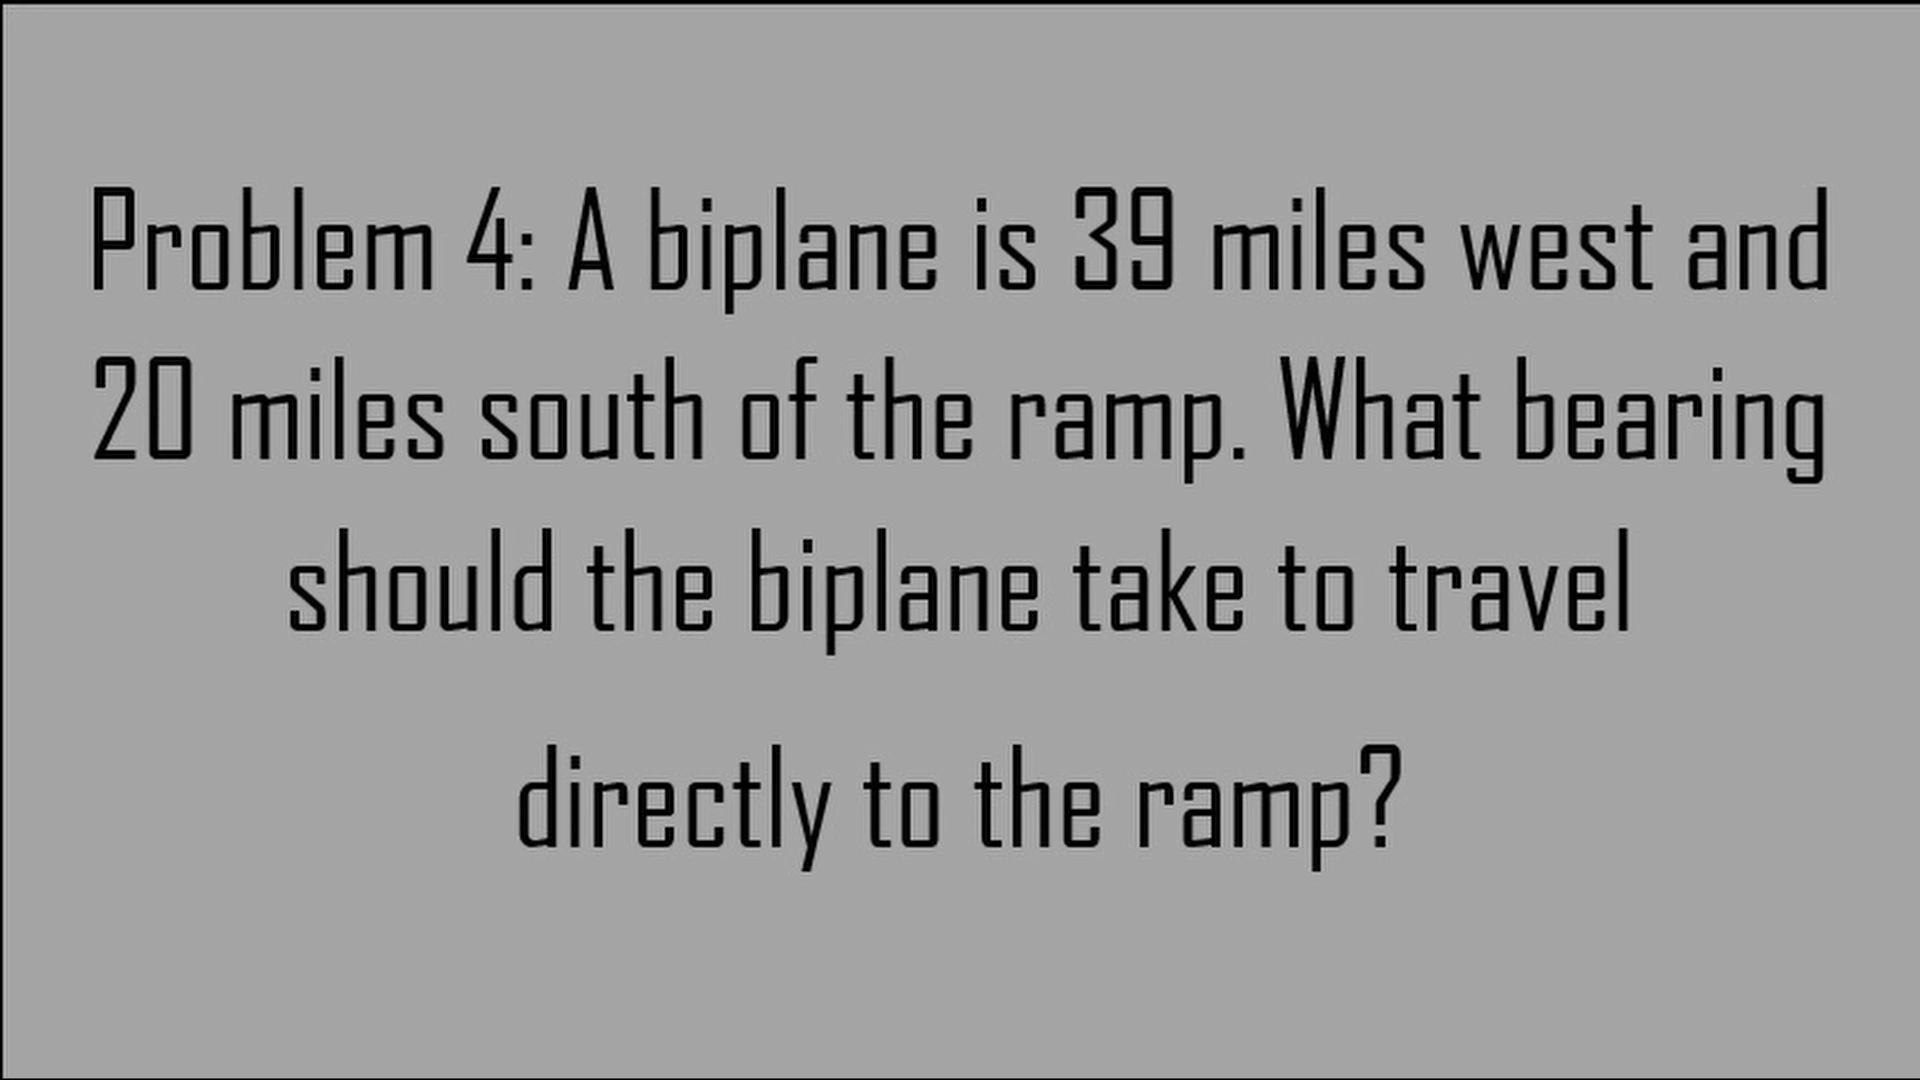 Problem 4: A biplane is 39 miles west and
20 miles south of the ramp. What bearing
should the biplane take to travel
directly to the ramp?